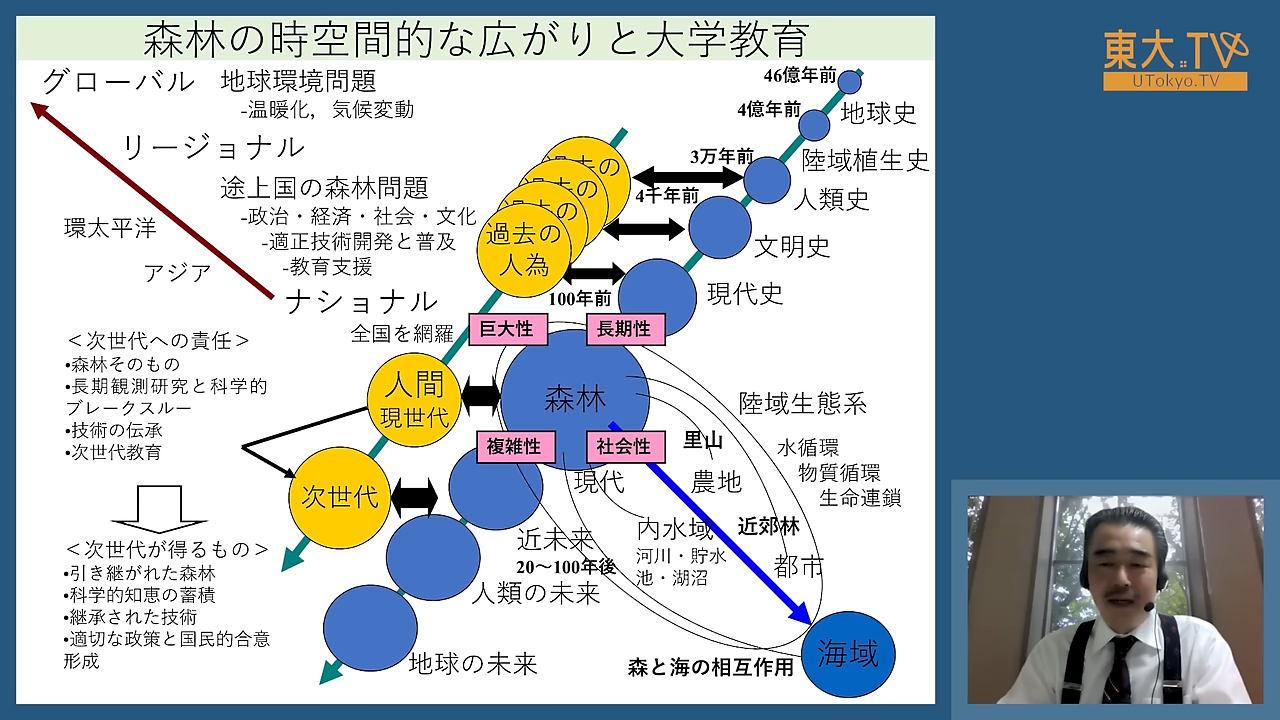 森林の時空間的な広がりと大学教育
東大.TV
UTokyo.TV
グローバル
地球環境問題
-温暖化，気候変動
リージョナル
途上国の森林問題
-政治・経済・社会・文化
-適正技術開発と普及
-教育支援
環太平洋
アジア
ナショナル
全国を網羅
46億年前
地球史
4億年前
陸域植生史
3万年前
人類史
4千年前
文明史
100年前
現代史
過去の
過去の
過去の
過去の
人為
巨大性
長期性
人間
現世代
森林
複雑性
社会性
次世代
＜次世代への責任＞
•森林そのもの
•長期観測研究と科学的
ブレークスルー
•技術の伝承
•次世代教育
＜次世代が得るもの＞
•引き継がれた森林
•科学的知恵の蓄積
•継承された技術
•適切な政策と国民的合意
形成
陸域生態系
水循環
物質循環
生命連鎖
里山
現代
農地
内水域
河川・貯水
池・湖沼
近郊林
都市
近未来
20～100年後
人類の未来
地球の未来
海域
森と海の相互作用